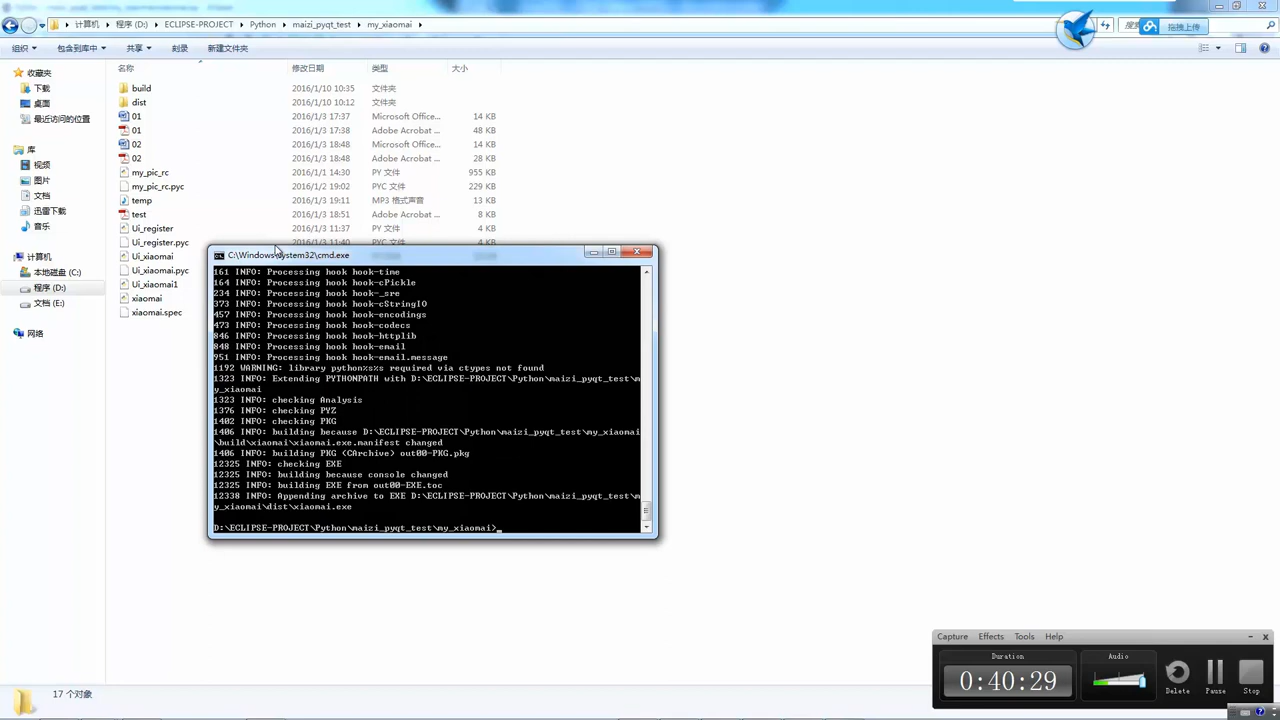 计算机 ▸ 程序 (D:) ▸ ECLIPSE-PROJECT ▸ Python ▸ maizi_pyqt_test ▸ my_xiaomai ▸
拖拽上传
组织 包含到库中 共享 刻录 新建文件夹
收藏夹
下载
桌面
最近访问的位置
库
视频
图片
文档
迅雷下载
音乐
计算机
本地磁盘 (C:)
程序 (D:)
文档 (E:)
网络
名称 修改日期 类型 大小
build 2016/1/10 10:35 文件夹
dist 2016/1/10 10:12 文件夹
01 2016/1/3 17:37 Microsoft Office... 14 KB
01 2016/1/3 17:38 Adobe Acrobat ... 48 KB
02 2016/1/3 18:48 Microsoft Office... 14 KB
02 2016/1/3 18:48 Adobe Acrobat ... 28 KB
my_pic_rc 2016/1/1 14:30 PY 文件 955 KB
my_pic_rc.pyc 2016/1/2 19:02 PYC 文件 229 KB
temp 2016/1/3 19:11 MP3 格式声音 13 KB
test 2016/1/3 18:51 Adobe Acrobat ... 8 KB
Ui_register 2016/1/3 11:37 PY 文件 4 KB
Ui_register.pyc 2016/1/3 11:40 PYC 文件
Ui_xiaomai
Ui_xiaomai.pyc
Ui_xiaomai1
xiaomai
xiaomai.spec
C:\Windows\system32\cmd.exe
161 INFO: Processing hook hook-time
164 INFO: Processing hook hook-cPickle
234 INFO: Processing hook hook-_sre
373 INFO: Processing hook hook-cStringIO
457 INFO: Processing hook hook-encodings
473 INFO: Processing hook hook-codecs
846 INFO: Processing hook hook-httplib
848 INFO: Processing hook hook-email
951 INFO: Processing hook hook-email.message
1192 WARNING: library python%s%s required via ctypes not found
1323 INFO: Extending PYTHONPATH with D:\ECLIPSE-PROJECT\Python\maizi_pyqt_test\m
y_xiaomai
1323 INFO: checking Analysis
1376 INFO: checking PYZ
1402 INFO: checking PKG
1406 INFO: building because D:\ECLIPSE-PROJECT\Python\maizi_pyqt_test\my_xiaomai
\build\xiaomai\xiaomai.exe.manifest changed
1406 INFO: building PKG (CArchive) out00-PKG.pkg
12325 INFO: checking EXE
12325 INFO: building because console changed
12325 INFO: building EXE from out00-EXE.toc
12338 INFO: Appending archive to EXE D:\ECLIPSE-PROJECT\Python\maizi_pyqt_test\m
y_xiaomai\dist\xiaomai.exe
D:\ECLIPSE-PROJECT\Python\maizi_pyqt_test\my_xiaomai>_
Capture Effects Tools Help
Duration Audio
0:40:29
Delete Pause Stop
17 个对象